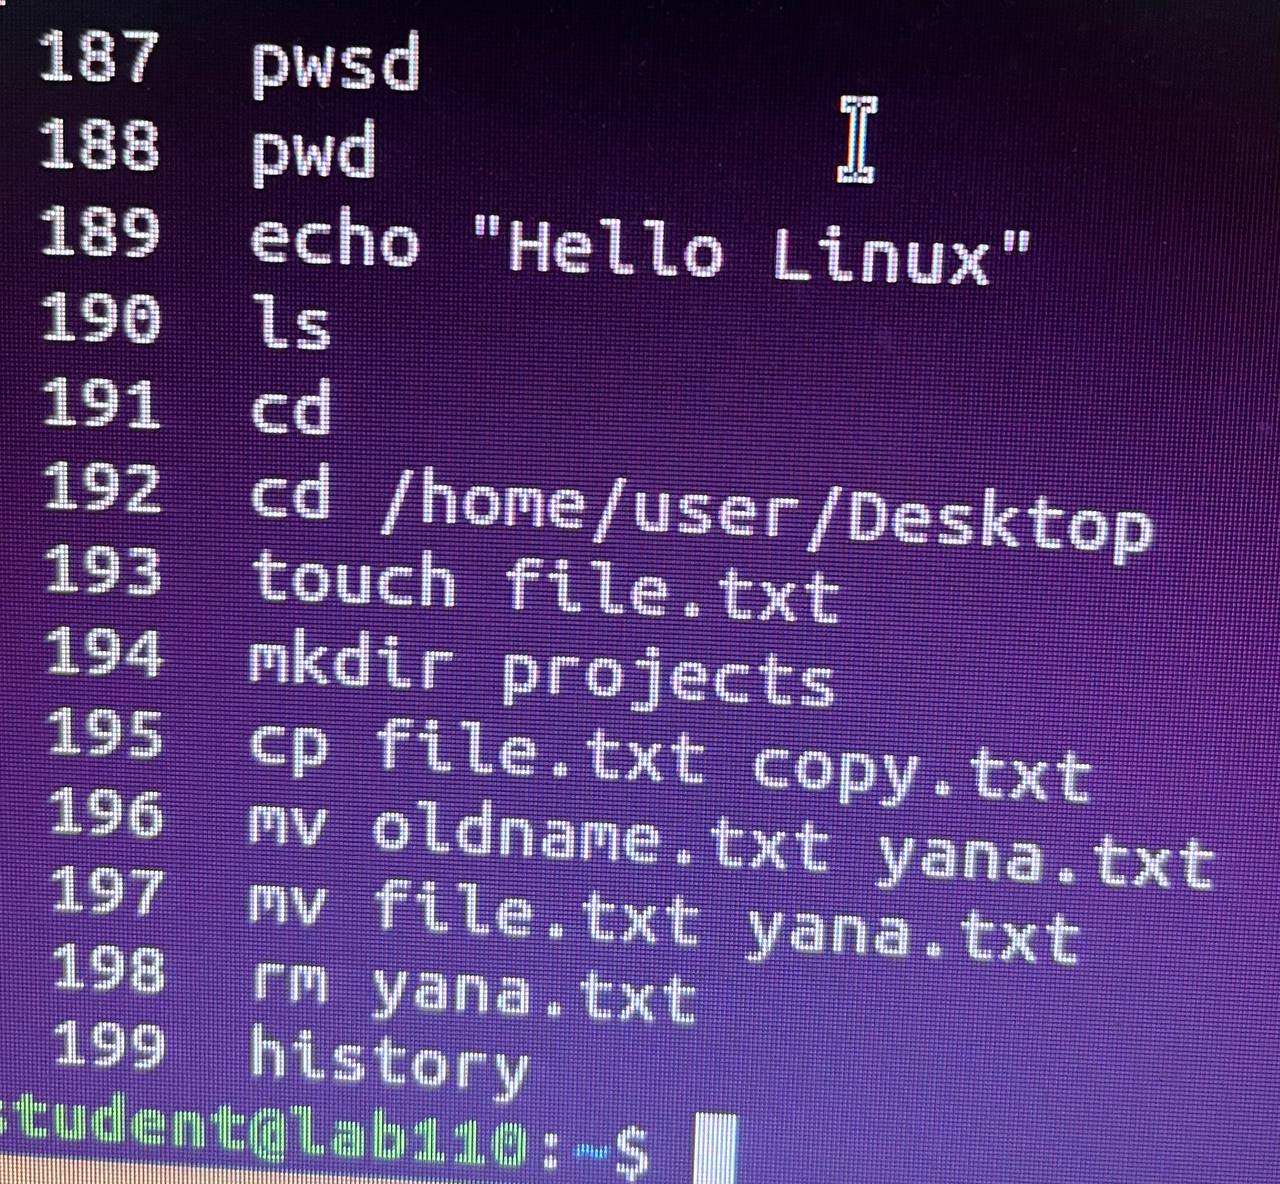 187 pwsd
188 pwd
189 echo "Hello Linux"
190 ls
191 cd
192 cd /home/user/Desktop
193 touch file.txt
194 mkdir projects
195 cp file.txt copy.txt
196 mv oldname.txt yana.txt
197 mv file.txt yana.txt
198 rm yana.txt
199 history
student@lab110:~$